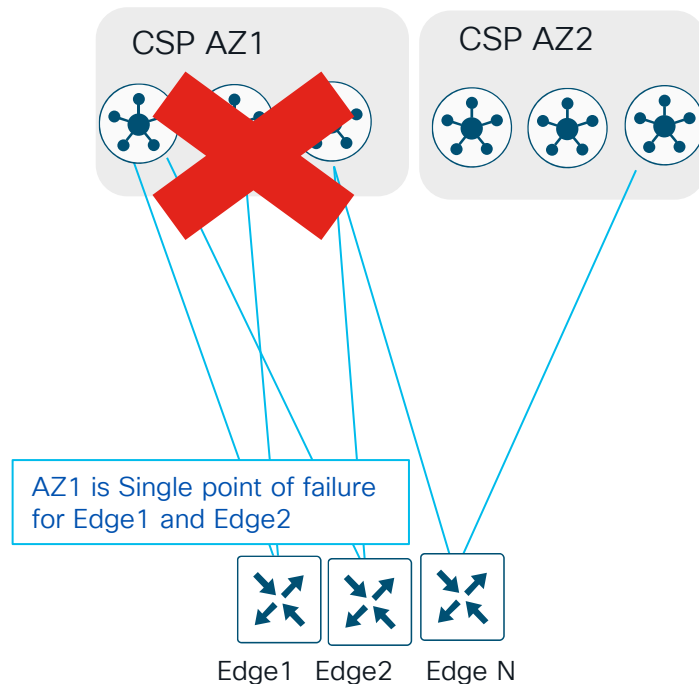 CSP AZ1
CSP AZ2
AZ1 is Single point of failure
for Edge1 and Edge2
Edge1
Edge2
Edge N